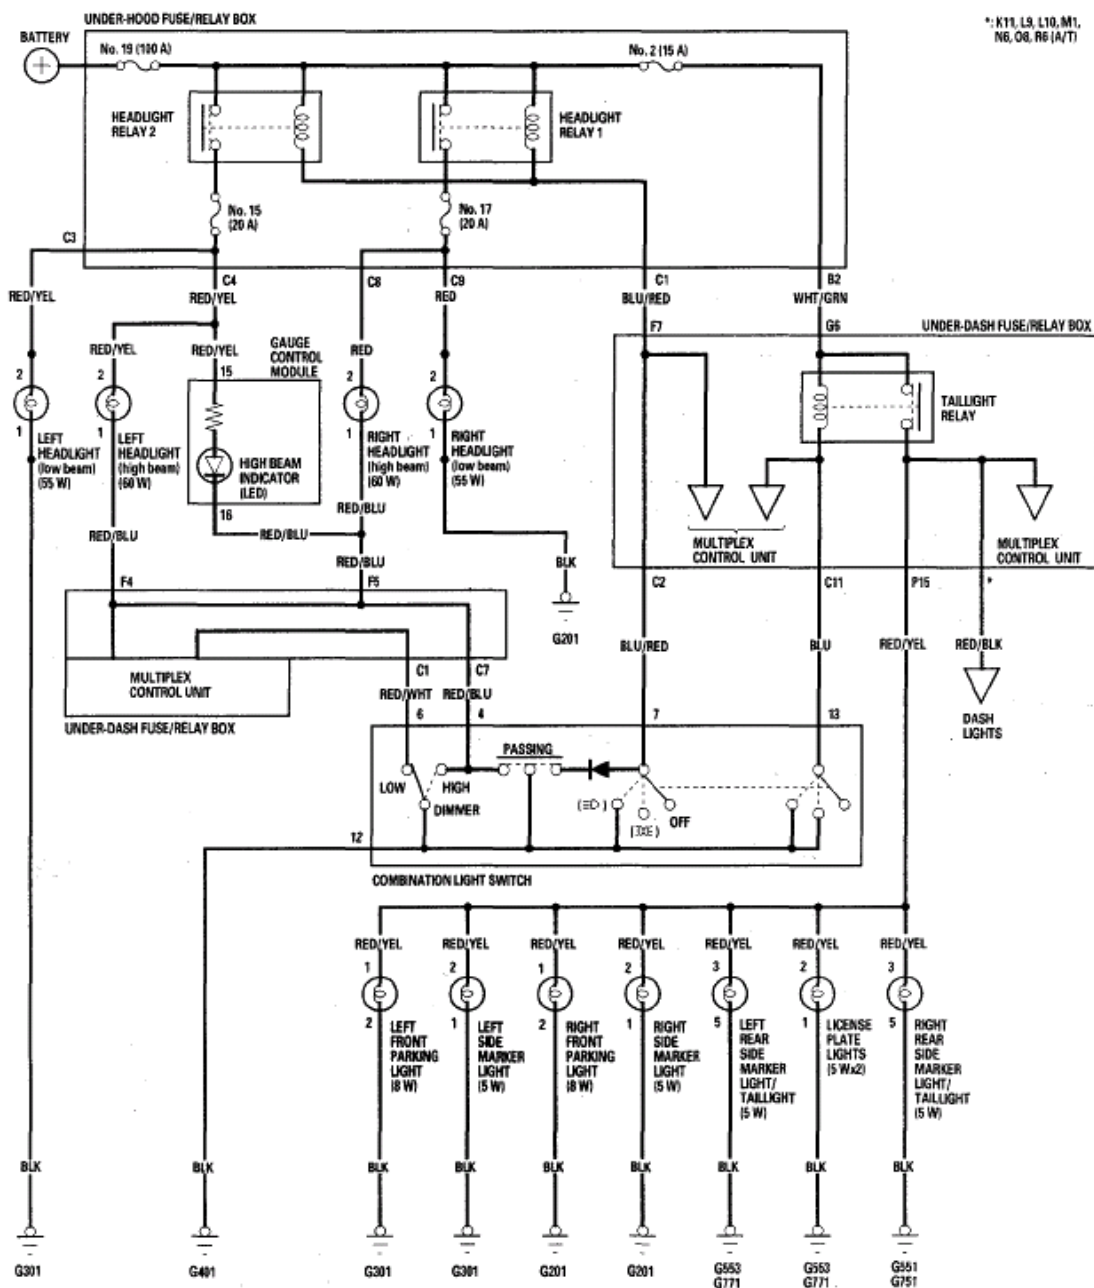 UNDER-HOOD FUSE/RELAY BOX
*: K11, L9, L10, M1,
N6, O8, R6 (A/T)
BATTERY
No. 19 (100 A)
No. 2 (15 A)
HEADLIGHT
RELAY 2
HEADLIGHT
RELAY 1
No. 15
(20 A)
No. 17
(20 A)
C3
C4
C8
C9
C1
B2
RED/YEL
RED/YEL
RED
BLU/RED
WHT/GRN
F7
G6
UNDER-DASH FUSE/RELAY BOX
RED/YEL
RED/YEL
GAUGE
CONTROL
MODULE
RED
15
2
2
2
2
TAILLIGHT
RELAY
1
1
1
1
LEFT
HEADLIGHT
(low beam)
(55 W)
LEFT
HEADLIGHT
(high beam)
(60 W)
HIGH BEAM
INDICATOR
(LED)
RIGHT
HEADLIGHT
(high beam)
(60 W)
RIGHT
HEADLIGHT
(low beam)
(55 W)
16
RED/BLU
RED/BLU
RED/BLU
RED/BLU
MULTIPLEX
CONTROL UNIT
MULTIPLEX
CONTROL UNIT
BLK
F4
F5
C2
C11
P15
*
G201
BLU/RED
BLU
RED/YEL
RED/BLK
MULTIPLEX
CONTROL UNIT
C1
C7
RED/WHT
RED/BLU
UNDER-DASH FUSE/RELAY BOX
DASH
LIGHTS
6
4
7
13
PASSING
LOW
HIGH
DIMMER
OFF
12
COMBINATION LIGHT SWITCH
RED/YEL
RED/YEL
RED/YEL
RED/YEL
RED/YEL
RED/YEL
RED/YEL
1
2
1
2
3
2
3
2
1
2
1
5
1
5
LEFT
FRONT
PARKING
LIGHT
(8 W)
LEFT
SIDE
MARKER
LIGHT
(5 W)
RIGHT
FRONT
PARKING
LIGHT
(8 W)
RIGHT
SIDE
MARKER
LIGHT
(5 W)
LEFT
REAR
SIDE
MARKER
LIGHT/
TAILLIGHT
(5 W)
LICENSE
PLATE
LIGHTS
(5 Wx2)
RIGHT
REAR
SIDE
MARKER
LIGHT/
TAILLIGHT
(5 W)
BLK
BLK
BLK
BLK
BLK
BLK
BLK
BLK
BLK
G301
G401
G301
G301
G201
G201
G553
G771
G553
G771
G551
G751